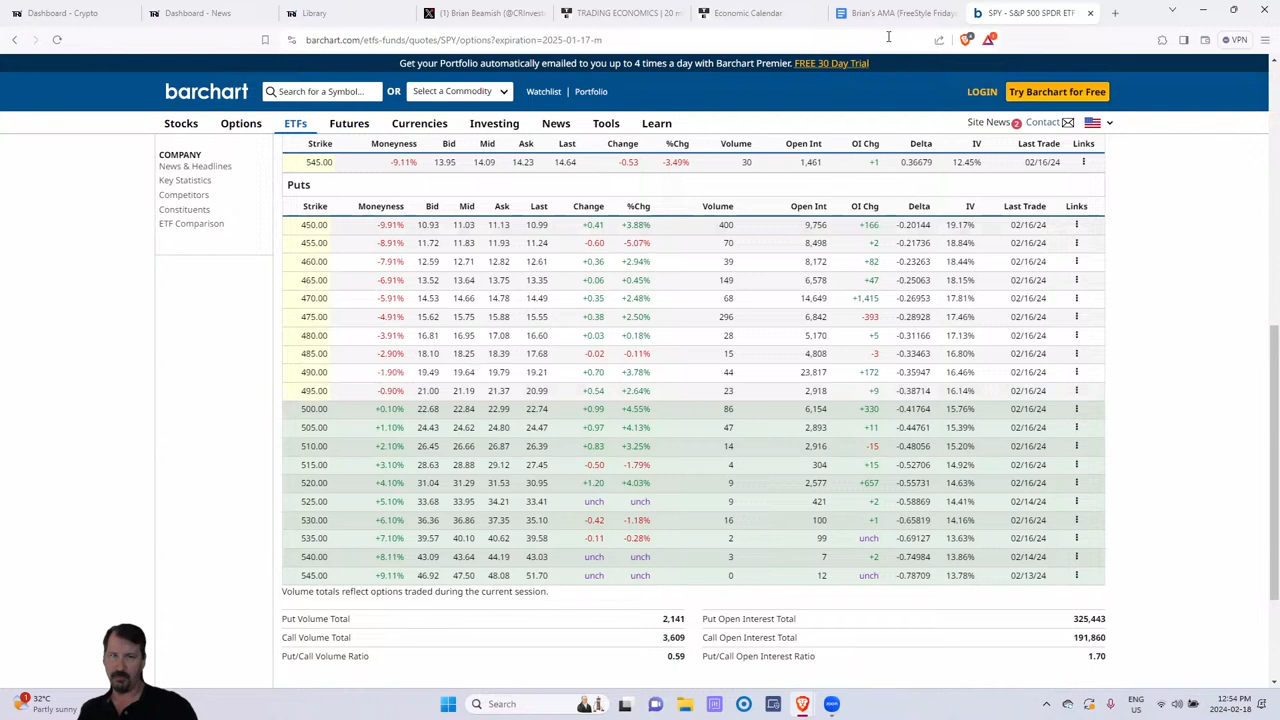 Dashboard - Crypto
Dashboard - News
Library
(1) Brian Beamish (@CRInvesto
TRADING ECONOMICS | 20 m
Economic Calendar
Brian's AMA (FreeStyle Fridays
SPY - S&P 500 SPDR ETF
barchart.com/etfs-funds/quotes/SPY/options?expiration=2025-01-17-m
VPN
Get your Portfolio automatically emailed to you up to 4 times a day with Barchart Premier. FREE 30 Day Trial
barchart Search for a Symbol... OR Select a Commodity Watchlist | Portfolio LOGIN Try Barchart for Free
Stocks Options ETFs Futures Currencies Investing News Tools Learn Site News 2 Contact
COMPANY
News & Headlines
Key Statistics
Competitors
Constituents
ETF Comparison
Strike Moneyness Bid Mid Ask Last Change %Chg Volume Open Int OI Chg Delta IV Last Trade Links
545.00 -9.11% 13.95 14.09 14.23 14.64 -0.53 -3.49% 30 1,461 +1 0.36679 12.45% 02/16/24
Puts
Strike Moneyness Bid Mid Ask Last Change %Chg Volume Open Int OI Chg Delta IV Last Trade Links
450.00 -9.91% 10.93 11.03 11.13 10.99 +0.41 +3.88% 400 9,756 +166 -0.20144 19.17% 02/16/24
455.00 -8.91% 11.72 11.83 11.93 11.24 -0.60 -5.07% 70 8,498 +2 -0.21736 18.84% 02/16/24
460.00 -7.91% 12.59 12.71 12.82 12.61 +0.36 +2.94% 39 8,172 +82 -0.23263 18.44% 02/16/24
465.00 -6.91% 13.52 13.64 13.75 13.35 +0.06 +0.45% 149 6,578 +47 -0.25063 18.15% 02/16/24
470.00 -5.91% 14.53 14.66 14.78 14.49 +0.35 +2.48% 68 14,649 +1,415 -0.26953 17.81% 02/16/24
475.00 -4.91% 15.62 15.75 15.88 15.55 +0.38 +2.50% 296 6,842 -393 -0.28928 17.46% 02/16/24
480.00 -3.91% 16.81 16.95 17.08 16.60 +0.03 +0.18% 28 5,170 +5 -0.31166 17.13% 02/16/24
485.00 -2.90% 18.10 18.25 18.39 17.68 -0.02 -0.11% 15 4,808 -3 -0.33463 16.80% 02/16/24
490.00 -1.90% 19.49 19.64 19.79 19.21 +0.70 +3.78% 44 23,817 +172 -0.35947 16.46% 02/16/24
495.00 -0.90% 21.00 21.19 21.37 20.99 +0.54 +2.64% 23 2,918 +9 -0.38714 16.14% 02/16/24
500.00 +0.10% 22.68 22.84 22.99 22.74 +0.99 +4.55% 86 6,154 +330 -0.41764 15.76% 02/16/24
505.00 +1.10% 24.43 24.62 24.80 24.47 +0.97 +4.13% 47 2,893 +11 -0.44761 15.39% 02/16/24
510.00 +2.10% 26.45 26.66 26.87 26.39 +0.83 +3.25% 14 2,916 -15 -0.48056 15.20% 02/16/24
515.00 +3.10% 28.63 28.88 29.12 27.45 -0.50 -1.79% 4 304 +15 -0.52706 14.92% 02/16/24
520.00 +4.10% 31.04 31.29 31.53 30.95 +1.20 +4.03% 9 2,577 +657 -0.55731 14.63% 02/16/24
525.00 +5.10% 33.68 33.95 34.21 33.41 unch unch 9 421 +2 -0.58869 14.41% 02/14/24
530.00 +6.10% 36.36 36.86 37.35 35.10 -0.42 -1.18% 16 100 +1 -0.65819 14.16% 02/16/24
535.00 +7.10% 39.57 40.10 40.62 39.58 -0.11 -0.28% 2 99 unch -0.69127 13.63% 02/16/24
540.00 +8.11% 43.09 43.64 44.19 43.03 unch unch 3 7 +2 -0.74984 13.86% 02/14/24
545.00 +9.11% 46.92 47.50 48.08 51.70 unch unch 0 12 unch -0.78709 13.78% 02/13/24
Volume totals reflect options traded during the current session.
Put Volume Total 2,141 Put Open Interest Total 325,443
Call Volume Total 3,609 Call Open Interest Total 191,860
Put/Call Volume Ratio 0.59 Put/Call Open Interest Ratio 1.70
1 32°C
Partly sunny
Search
ENG
US
12:54 PM
2024-02-18